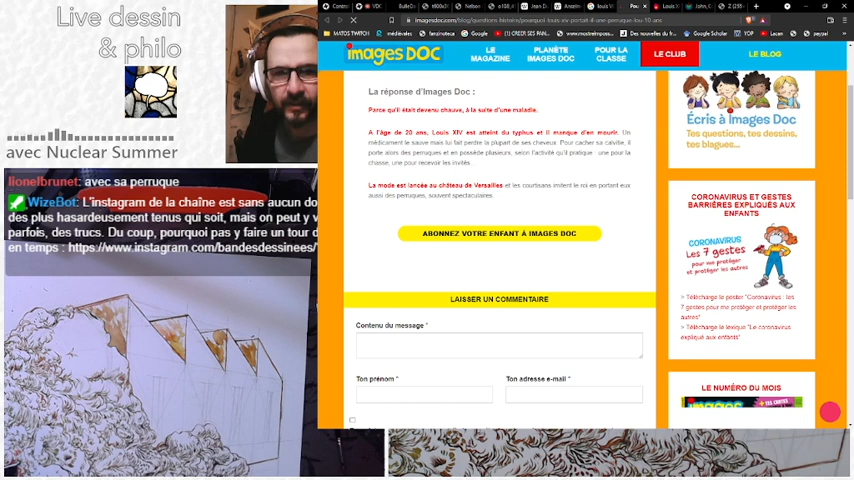 Live dessin
& philo
avec Nuclear Summer
lionelbrunet: avec sa perruque
WizeBot: L'instagram de la chaîne est sans aucun do
des plus hasardeusement tenus qui soit, mais on peut y v
parfois, des trucs. Du coup, pourquoi pas y faire un tour d
en temps : https://www.instagram.com/bandesdessinees/
imagesdoc.com/blog/questions-histoire/pourquoi-louis-xiv-portait-il-une-perruque-tou-10-ans
MATOS TWITCH
médiévales
fanzinoteca
Google
Google Scholar
YOP
Lacan
paypal
images DOC
LE MAGAZINE
PLANÈTE IMAGES DOC
POUR LA CLASSE
LE CLUB
LE BLOG
La réponse d'Images Doc :
Parce qu'il était devenu chauve, à la suite d'une maladie.
A l'âge de 20 ans, Louis XIV est atteint du typhus et il manque d'en mourir. Un
médicament le sauve mais lui fait perdre la plupart de ses cheveux. Pour cacher sa calvitie, il
porte alors des perruques et en possède plusieurs, selon l'activité qu'il pratique : une pour la
chasse, une pour recevoir les invités.
La mode est lancée au château de Versailles et les courtisans imitent le roi en portant eux
aussi des perruques, souvent spectaculaires.
ABONNEZ VOTRE ENFANT À IMAGES DOC
LAISSER UN COMMENTAIRE
Contenu du message *
Ton prénom *
Ton adresse e-mail *
Écris à Images Doc
Tes questions, tes dessins,
tes blagues...
CORONAVIRUS ET GESTES
BARRIÈRES EXPLIQUÉS AUX
ENFANTS
CORONAVIRUS
Les 7 gestes
pour me protéger
et protéger les autres
> Télécharge le poster "Coronavirus : les
7 gestes pour me protéger et protéger les
autres"
> Télécharge le lexique "Le coronavirus
expliqué aux enfants"
LE NUMÉRO DU MOIS